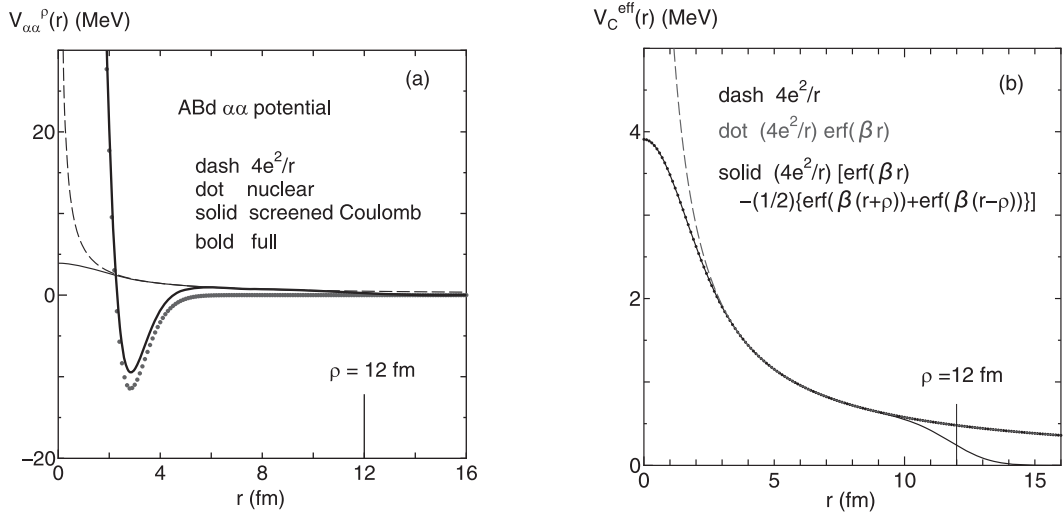 V_αα^ρ(r) (MeV)
(a)
ABd αα potential
dash 4e²/r
dot nuclear
solid screened Coulomb
bold full
ρ = 12 fm
20
0
−20
0 4 8 12 16
r (fm)
V_C^eff(r) (MeV)
(b)
dash 4e²/r
dot (4e²/r) erf(βr)
solid (4e²/r) [erf(βr)
−(1/2){erf(β(r+ρ))+erf(β(r−ρ))}]
ρ =12 fm
4
2
0
0 5 10 15
r (fm)